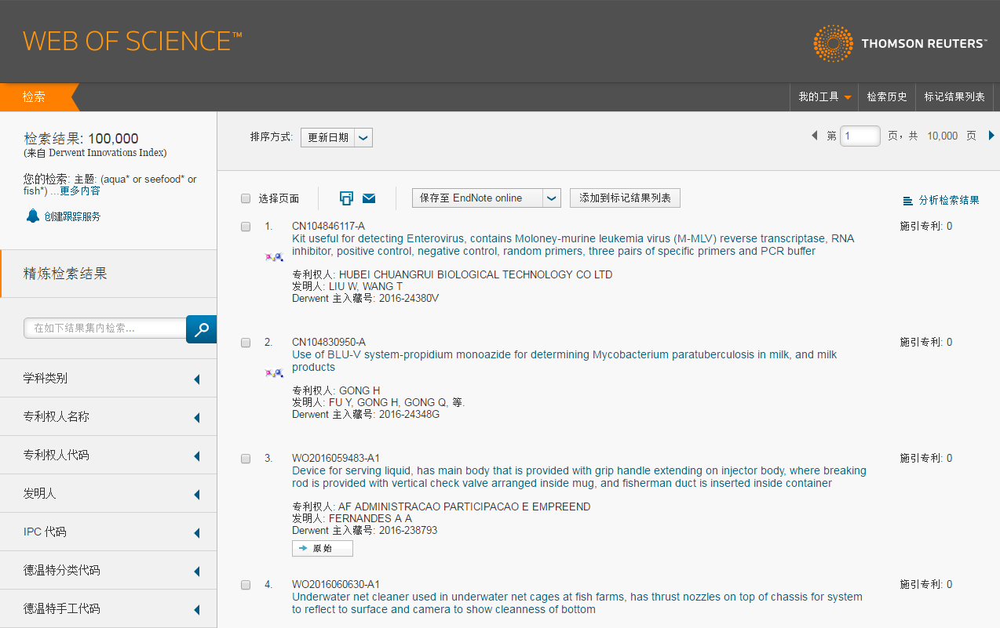 WEB OF SCIENCE™
THOMSON REUTERS™
检索
我的工具
检索历史
标记结果列表
检索结果: 100,000
(来自 Derwent Innovations Index)
您的检索: 主题: (aqua* or seefood* or
fish*) ...更多内容
创建跟踪服务
精炼检索结果
在如下结果集内检索...
学科类别
专利权人名称
专利权人代码
发明人
IPC 代码
德温特分类代码
德温特手工代码
排序方式: 更新日期
第 1 页，共 10,000 页
选择页面
保存至 EndNote online
添加到标记结果列表
分析检索结果
1. CN104846117-A
Kit useful for detecting Enterovirus, contains Moloney-murine leukemia virus (M-MLV) reverse transcriptase, RNA
inhibitor, positive control, negative control, random primers, three pairs of specific primers and PCR buffer
专利权人: HUBEI CHUANGRUI BIOLOGICAL TECHNOLOGY CO LTD
发明人: LIU W, WANG T
Derwent 主入藏号: 2016-24380V
施引专利: 0
2. CN104830950-A
Use of BLU-V system-propidium monoazide for determining Mycobacterium paratuberculosis in milk, and milk
products
专利权人: GONG H
发明人: FU Y, GONG H, GONG Q, 等.
Derwent 主入藏号: 2016-24348G
施引专利: 0
3. WO2016059483-A1
Device for serving liquid, has main body that is provided with grip handle extending on injector body, where breaking
rod is provided with vertical check valve arranged inside mug, and fisherman duct is inserted inside container
专利权人: AF ADMINISTRACAO PARTICIPACAO E EMPREEND
发明人: FERNANDES A A
Derwent 主入藏号: 2016-238793
原始
施引专利: 0
4. WO2016060630-A1
Underwater net cleaner used in underwater net cages at fish farms, has thrust nozzles on top of chassis for system
to reflect to surface and camera to show cleanness of bottom
施引专利: 0